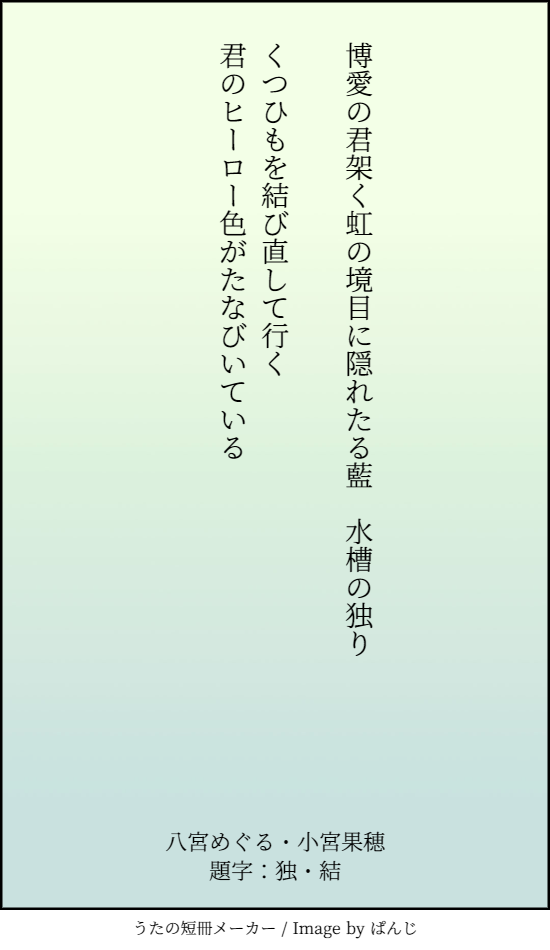 博愛の君架く虹の境目に隠れたる藍　水槽の独り
くつひもを結び直して行く
君のヒーロー色がたなびいている
八宮めぐる・小宮果穂
題字：独・結
うたの短冊メーカー / Image by ぱんじ